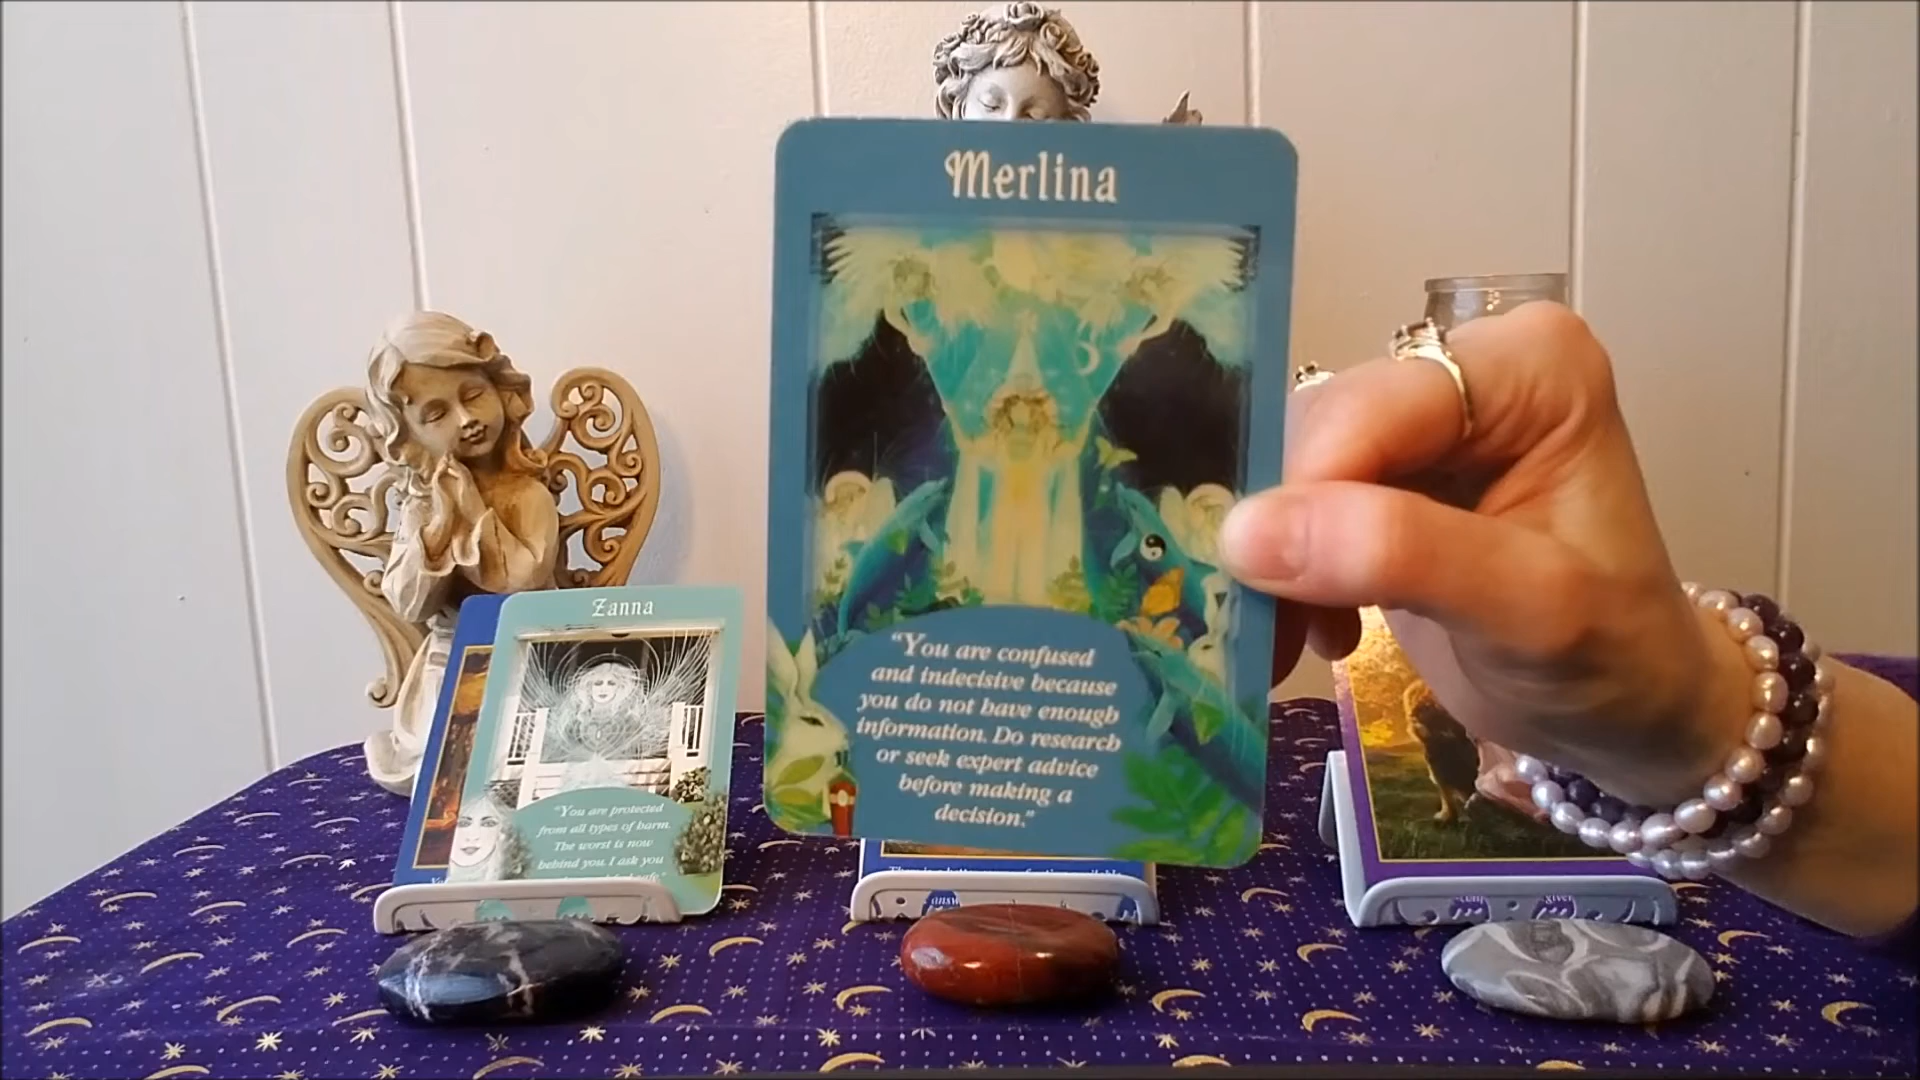 Merlina
"You are confused
and indecisive because
you do not have enough
information. Do research
or seek expert advice
before making a
decision."
Zanna
"You are protected
from all types of harm.
The worst is now
behind you. I ask you